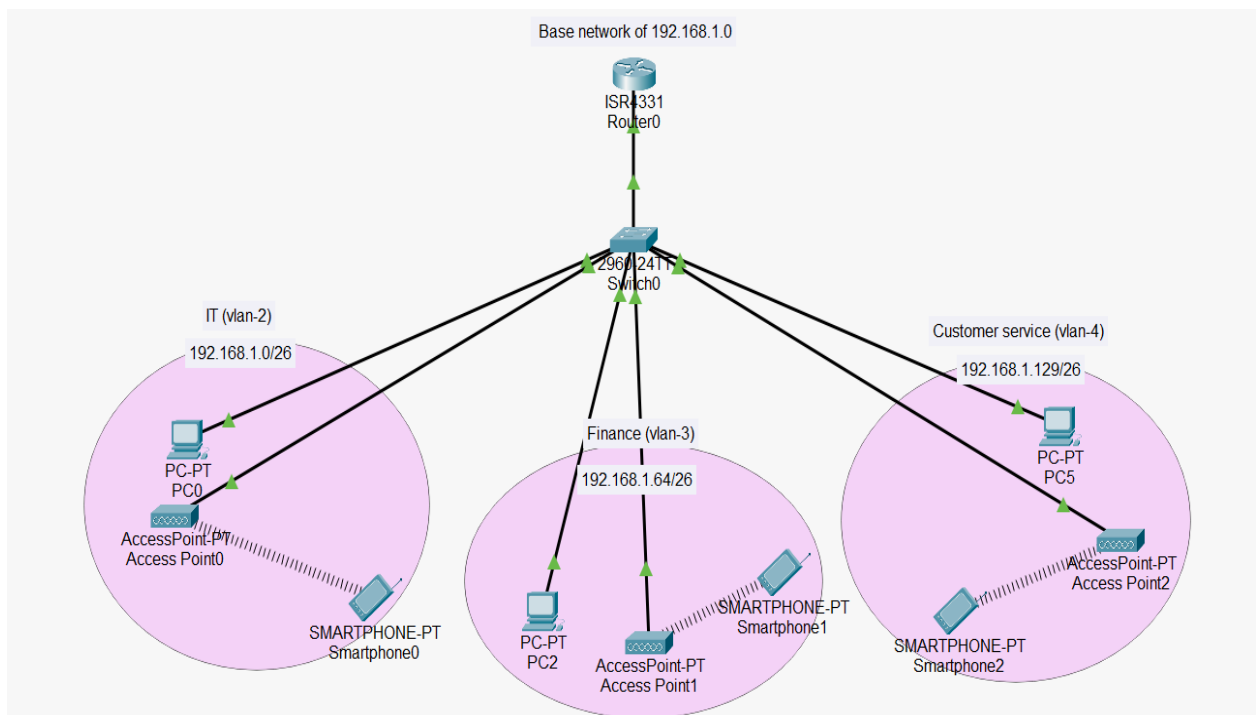 Base network of 192.168.1.0
ISR4331
Router0
2960-24TT
Switch0
IT (vlan-2)
192.168.1.0/26
PC-PT
PC0
AccessPoint-PT
Access Point0
SMARTPHONE-PT
Smartphone0
Finance (vlan-3)
192.168.1.64/26
PC-PT
PC2
AccessPoint-PT
Access Point1
SMARTPHONE-PT
Smartphone1
Customer service (vlan-4)
192.168.1.129/26
PC-PT
PC5
AccessPoint-PT
Access Point2
SMARTPHONE-PT
Smartphone2